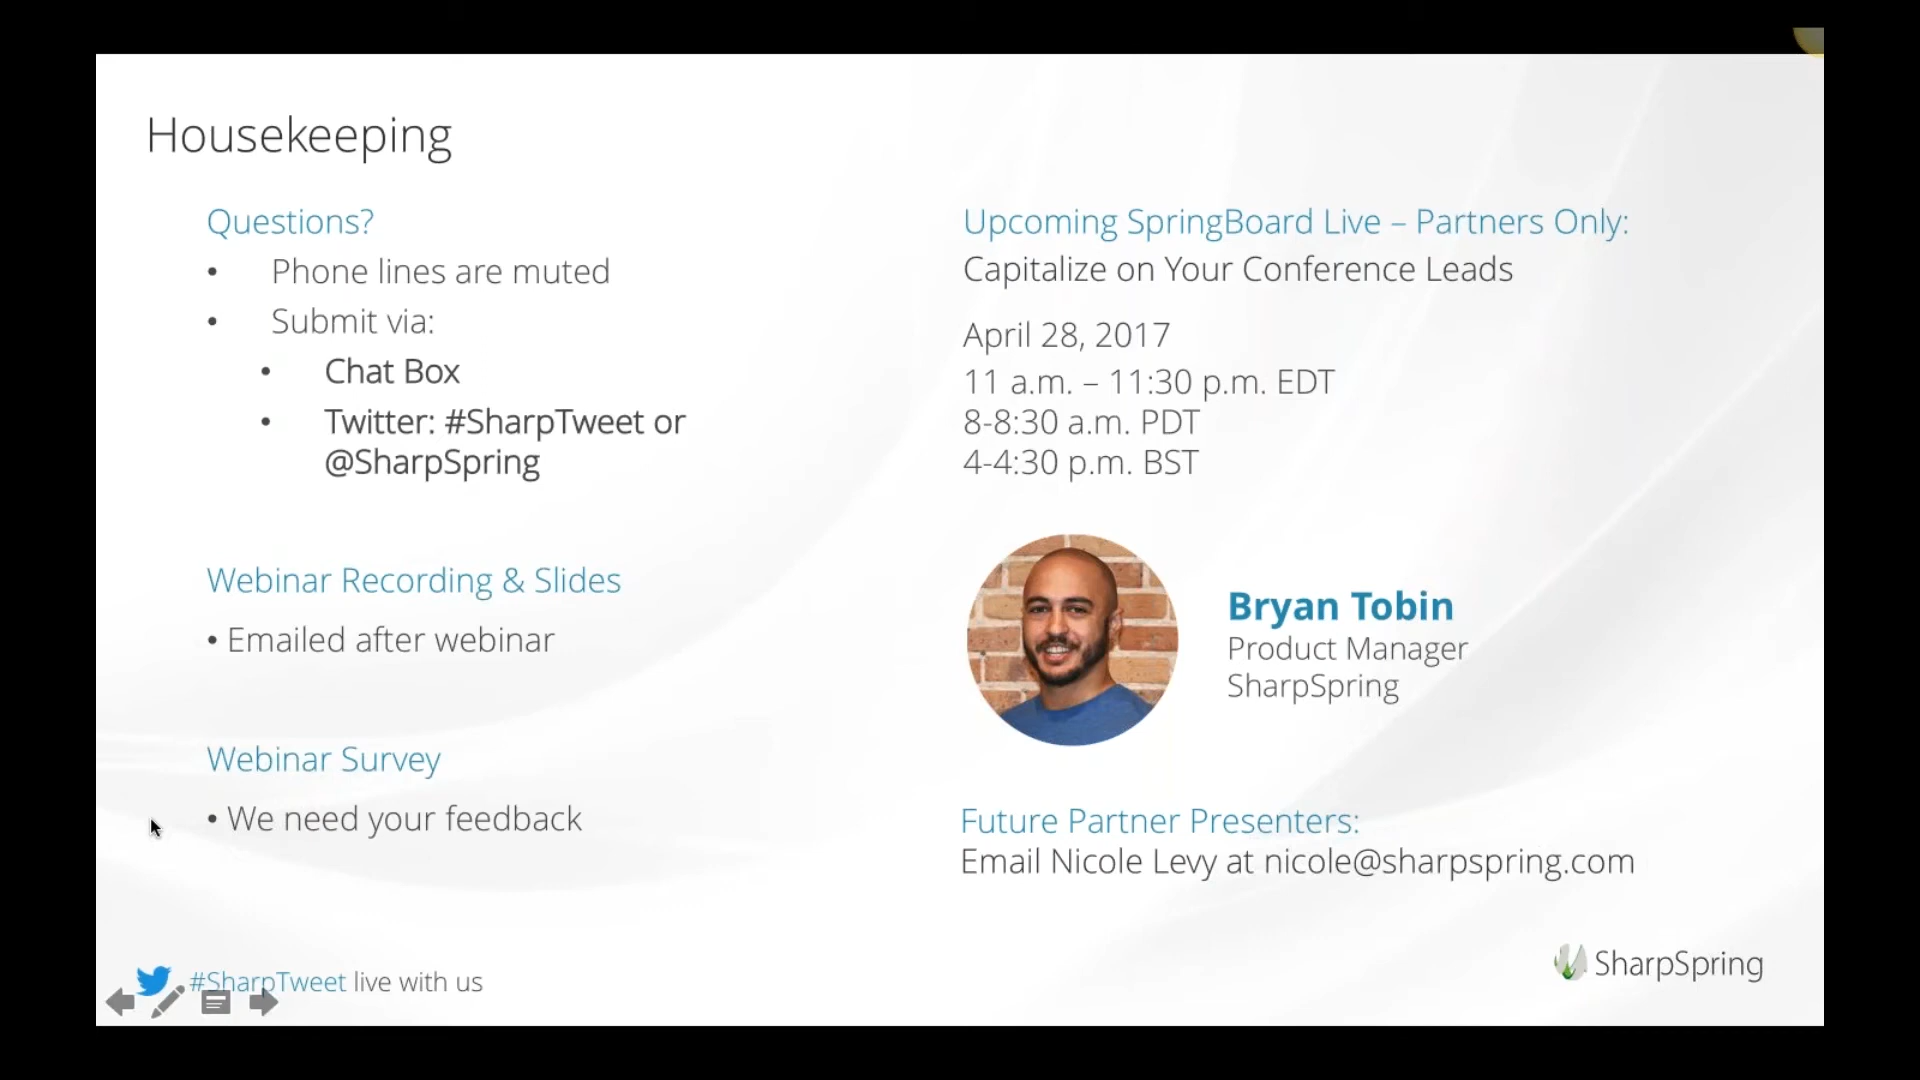 Housekeeping
Questions?
• Phone lines are muted
• Submit via:
• Chat Box
• Twitter: #SharpTweet or
@SharpSpring
Webinar Recording & Slides
• Emailed after webinar
Webinar Survey
• We need your feedback
Upcoming SpringBoard Live – Partners Only:
Capitalize on Your Conference Leads
April 28, 2017
11 a.m. – 11:30 p.m. EDT
8-8:30 a.m. PDT
4-4:30 p.m. BST
Bryan Tobin
Product Manager
SharpSpring
Future Partner Presenters:
Email Nicole Levy at nicole@sharpspring.com
#SharpTweet live with us
SharpSpring